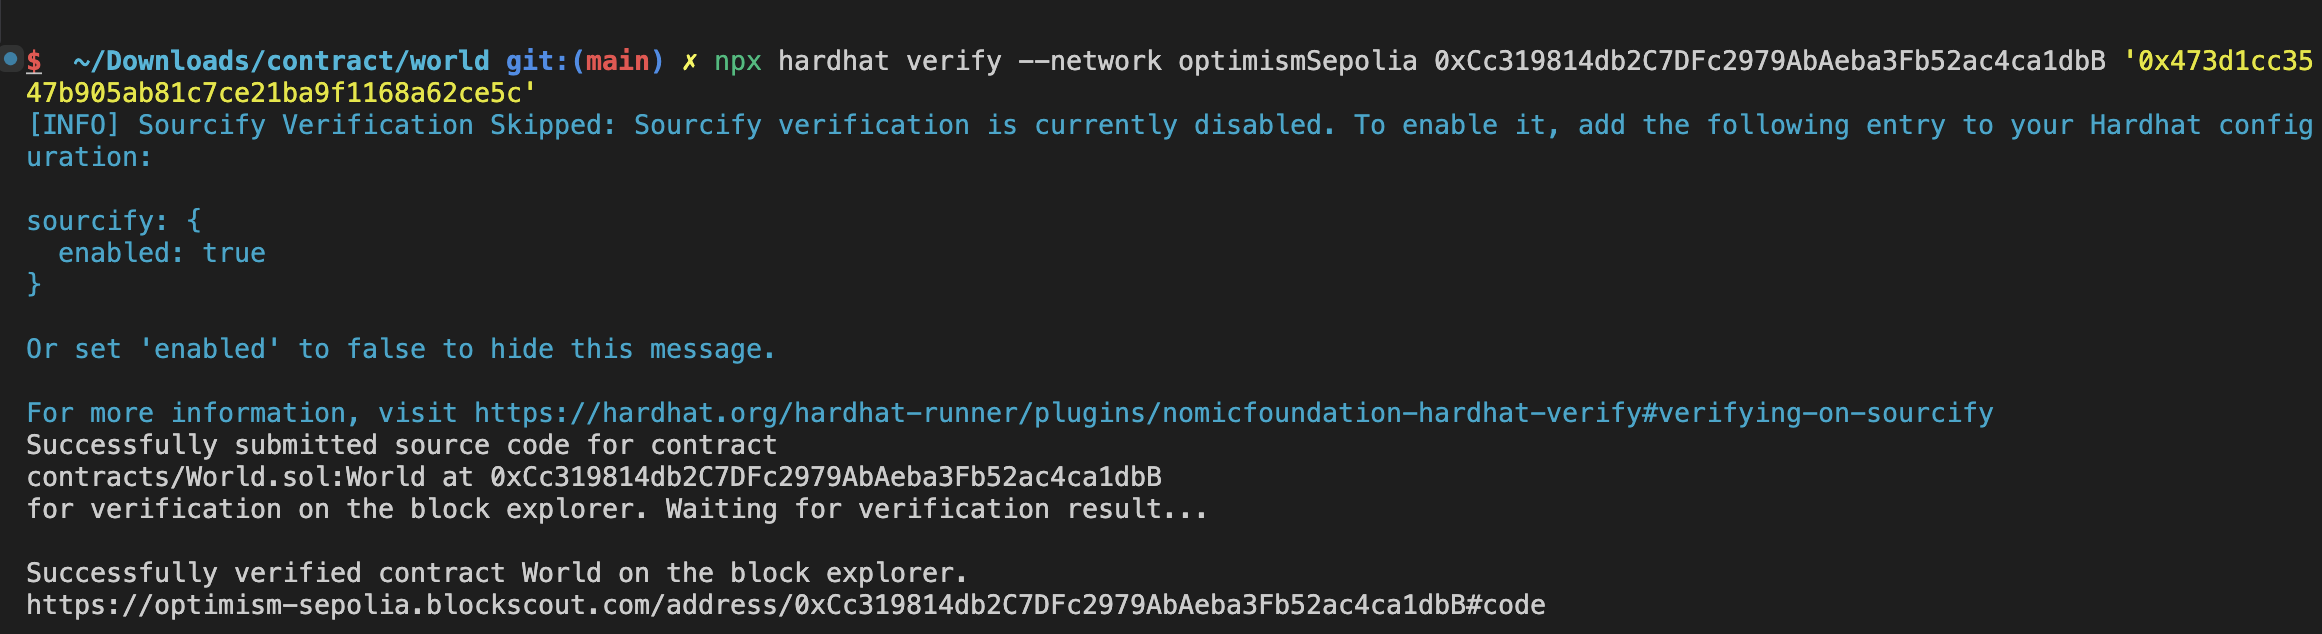 $ ~/Downloads/contract/world git:(main) ✗ npx hardhat verify --network optimismSepolia 0xCc319814db2C7DFc2979AbAeba3Fb52ac4ca1dbB '0x473d1cc35
47b905ab81c7ce21ba9f1168a62ce5c'
[INFO] Sourcify Verification Skipped: Sourcify verification is currently disabled. To enable it, add the following entry to your Hardhat config
uration:

sourcify: {
  enabled: true
}

Or set 'enabled' to false to hide this message.

For more information, visit https://hardhat.org/hardhat-runner/plugins/nomicfoundation-hardhat-verify#verifying-on-sourcify
Successfully submitted source code for contract
contracts/World.sol:World at 0xCc319814db2C7DFc2979AbAeba3Fb52ac4ca1dbB
for verification on the block explorer. Waiting for verification result...

Successfully verified contract World on the block explorer.
https://optimism-sepolia.blockscout.com/address/0xCc319814db2C7DFc2979AbAeba3Fb52ac4ca1dbB#code